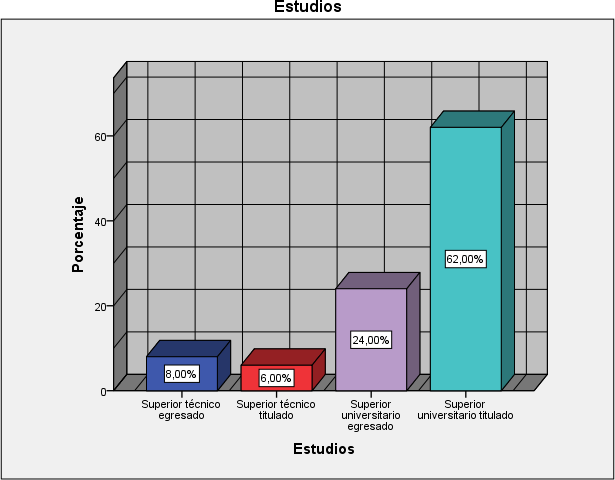 Estudios
Porcentaje
60
40
20
0
8,00%
6,00%
24,00%
62,00%
Superior técnico
egresado
Superior técnico
titulado
Superior
universitario
egresado
Superior
universitario titulado
Estudios